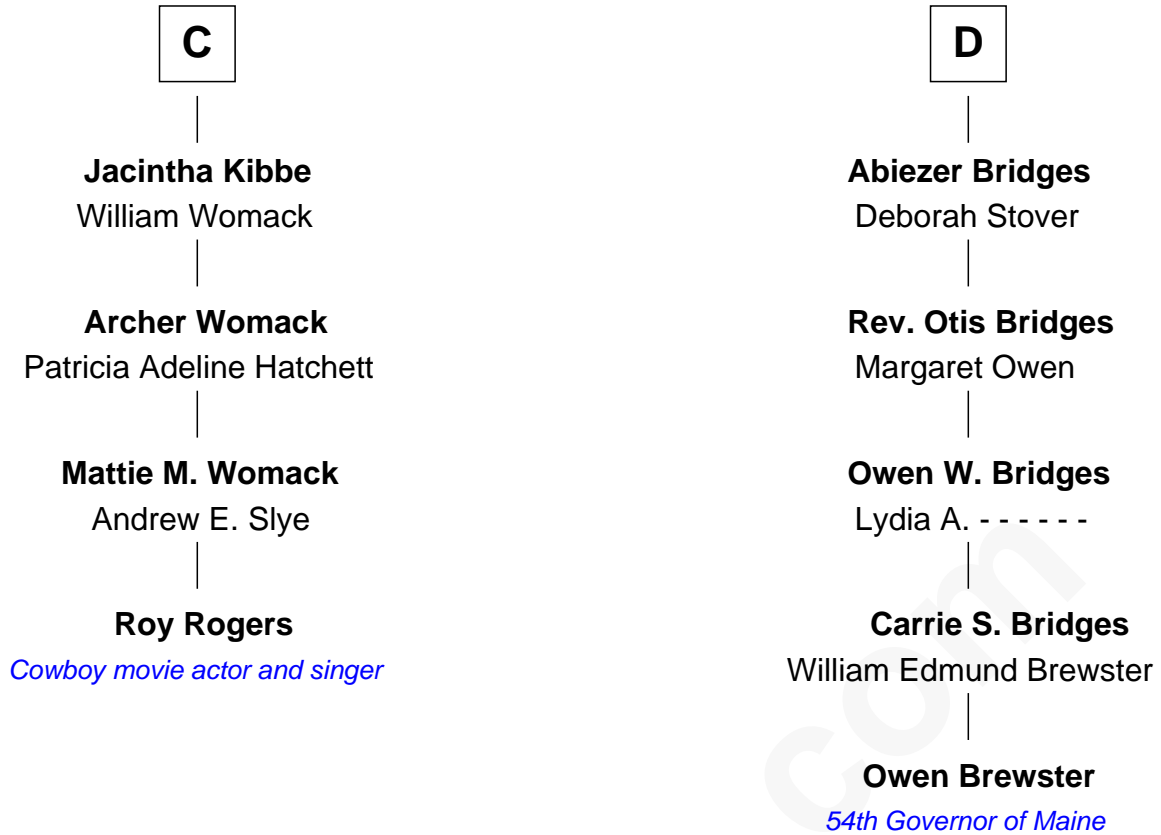 C
Jacintha Kibbe
William Womack
Archer Womack
Patricia Adeline Hatchett
Mattie M. Womack
Andrew E. Slye
Roy Rogers
Cowboy movie actor and singer
D
Abiezer Bridges
Deborah Stover
Rev. Otis Bridges
Margaret Owen
Owen W. Bridges
Lydia A. - - - - - -
Carrie S. Bridges
William Edmund Brewster
Owen Brewster
54th Governor of Maine
com